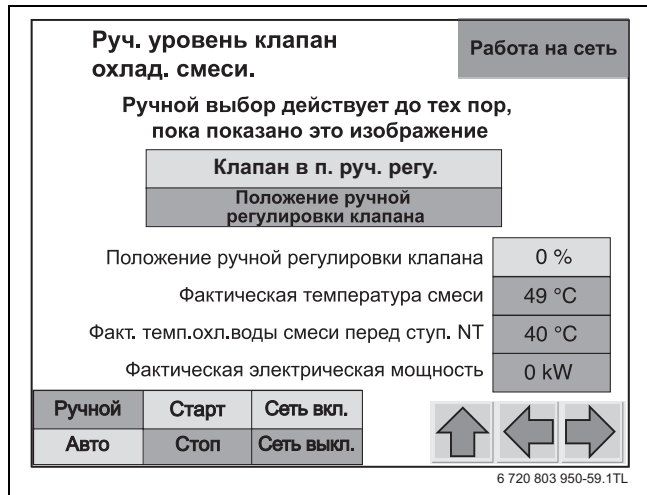 Руч. уровень клапан
охлад. смеси.
Работа на сеть
Ручной выбор действует до тех пор,
пока показано это изображение
Клапан в п. руч. регу.
Положение ручной
регулировки клапана
Положение ручной регулировки клапана 0 %
Фактическая температура смеси 49 °C
Факт. темп.охл.воды смеси перед ступ. NT 40 °C
Фактическая электрическая мощность 0 kW
Ручной Старт Сеть вкл.
Авто Стоп Сеть выкл.
6 720 803 950-59.1TL